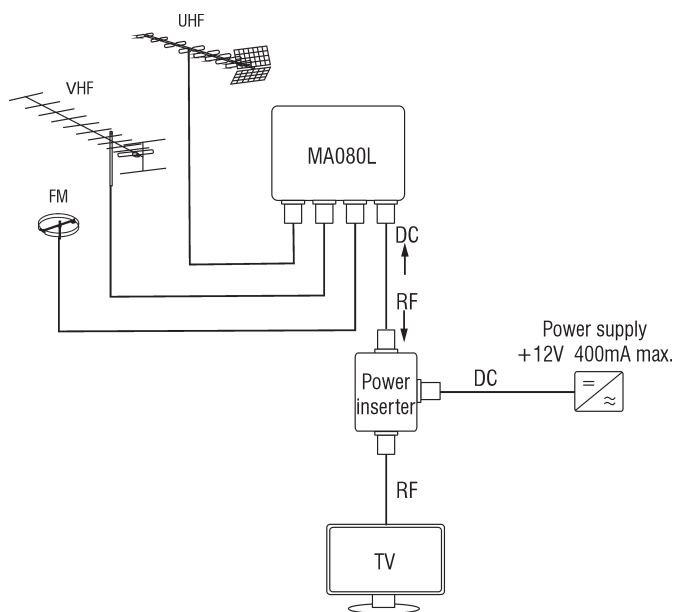 UHF
VHF
MA080L
FM
DC
RF
Power supply
+12V 400mA max.
Power
inserter
DC
RF
TV